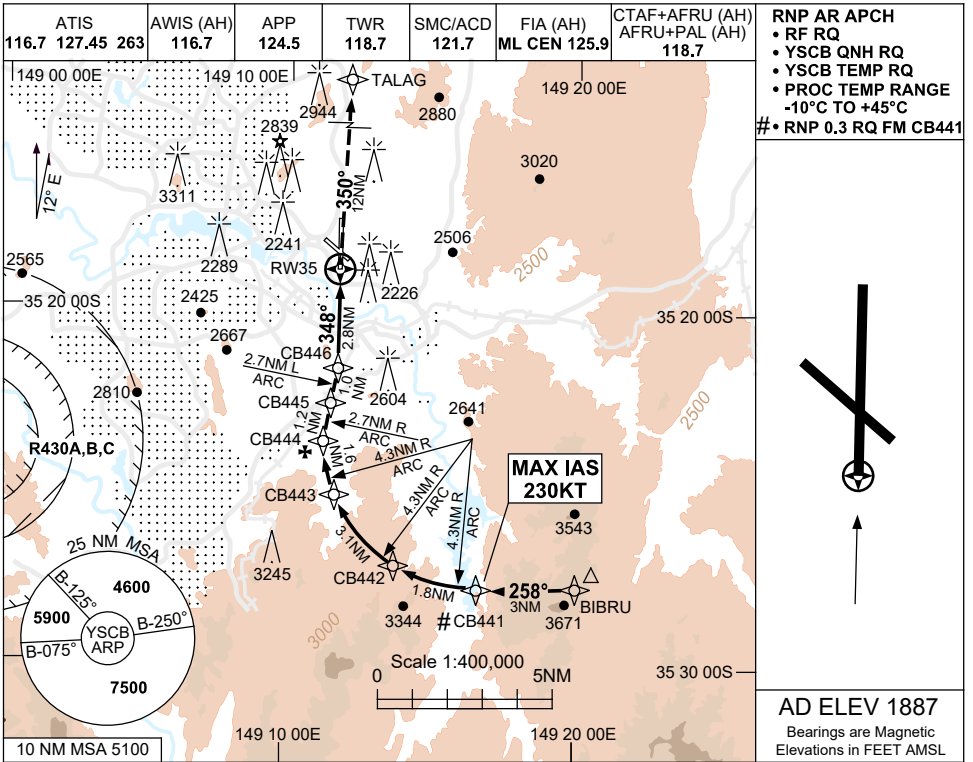 ATIS
116.7 127.45 263
AWIS (AH)
116.7
APP
124.5
TWR
118.7
SMC/ACD
121.7
FIA (AH)
ML CEN 125.9
CTAF+AFRU (AH)
AFRU+PAL (AH)
118.7
RNP AR APCH
• RF RQ
• YSCB QNH RQ
• YSCB TEMP RQ
• PROC TEMP RANGE
-10°C TO +45°C
#• RNP 0.3 RQ FM CB441
149 00 00E
149 10 00E
TALAG
149 20 00E
2944
2880
2839
12° E
3311
350°
12NM
3020
2241
2289
2506
2500
2565
RW35
2226
35 20 00S
35 20 00S
2425
348°
2.8NM
2667
CB446
2.7NM L
ARC
1.0
NM
2604
2810
CB445
2641
2500
1.2
NM
2.7NM R
ARC
CB444
4.3NM R
ARC
R430A,B,C
1.6
NM
MAX IAS
230KT
CB443
4.3NM R
ARC
4.3NM R
ARC
3543
3.1NM
3245
25 NM MSA
CB442
1.8NM
258°
3NM
BIBRU
3671
3344
# CB441
B-125°
4600
5900
B-250°
YSCB
ARP
B-075°
7500
3000
Scale 1:400,000
0
5NM
35 30 00S
10 NM MSA 5100
149 10 00E
149 20 00E
AD ELEV 1887
Bearings are Magnetic
Elevations in FEET AMSL